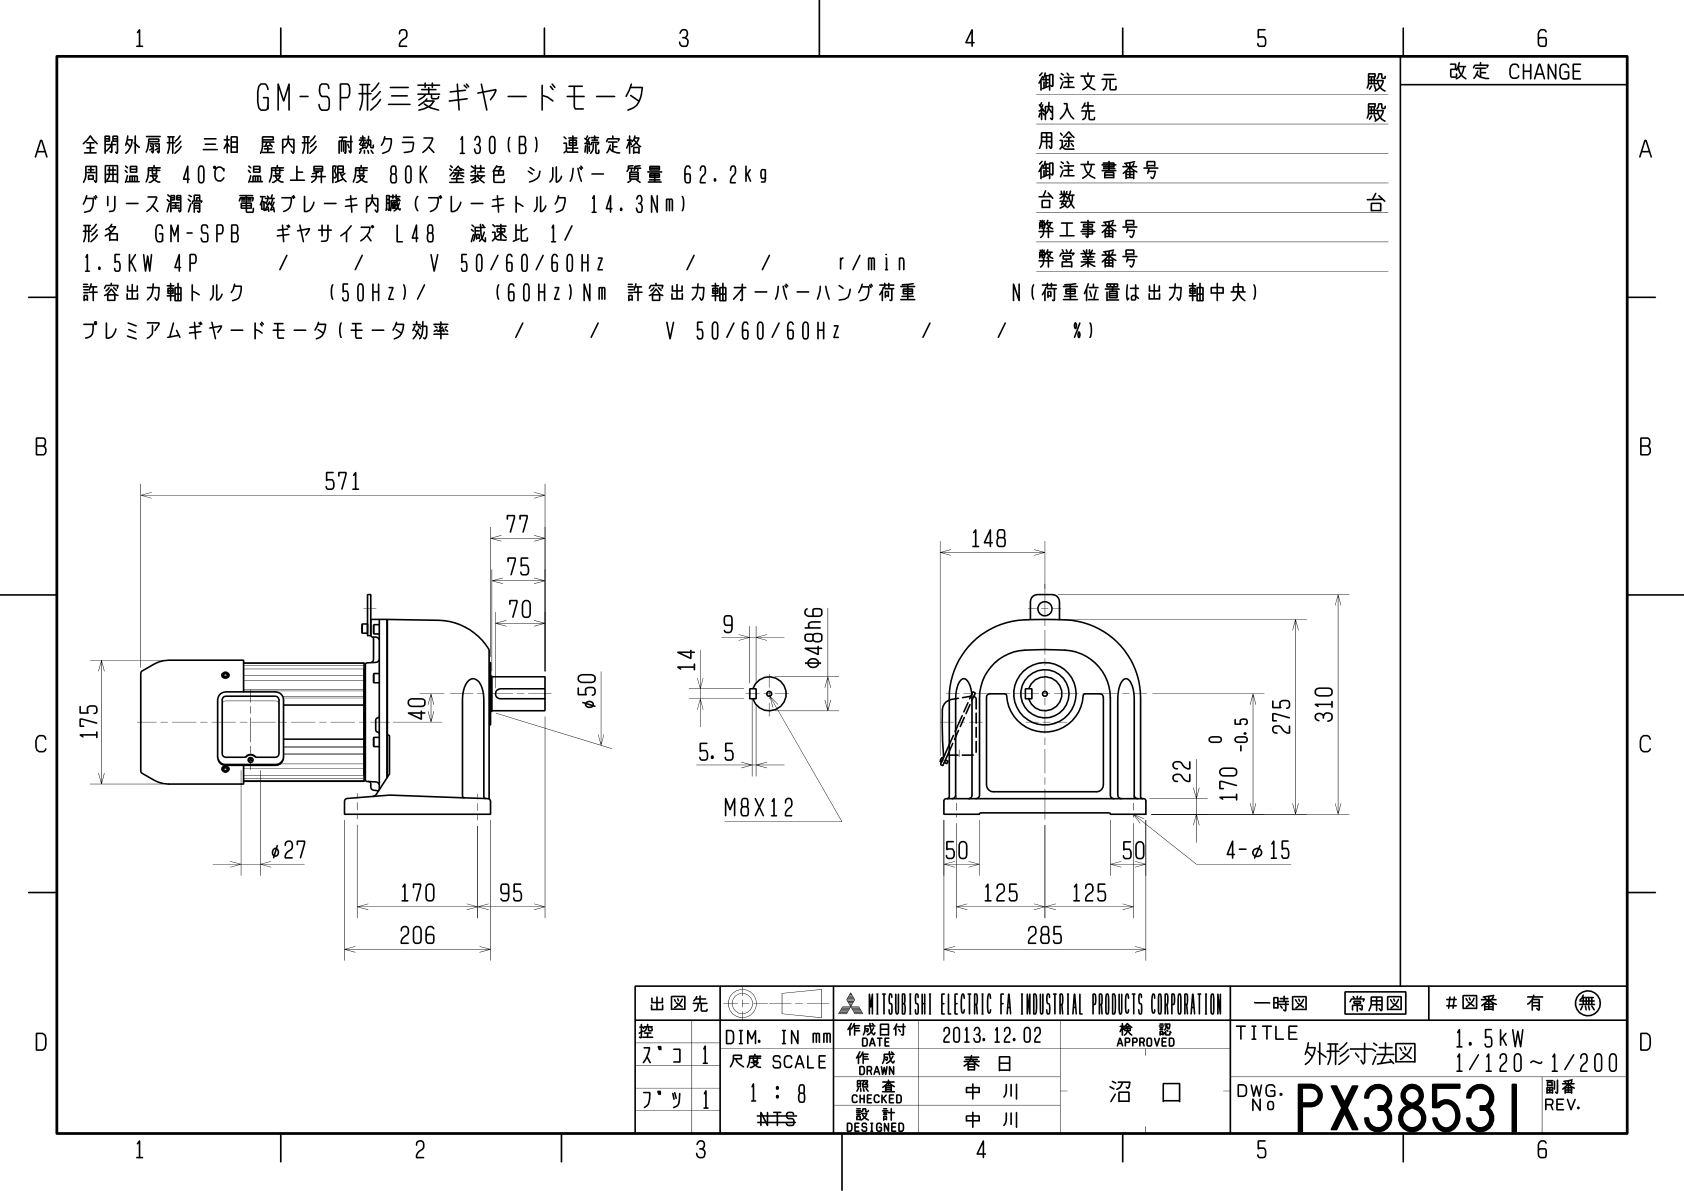 1 2 3 4 5 6
改定 CHANGE
GM-SP形三菱ギヤードモータ
全閉外扇形 三相 屋内形 耐熱クラス 130(B) 連続定格
周囲温度 40℃ 温度上昇限度 80K 塗装色 シルバー 質量 62.2kg
グリース潤滑 電磁ブレーキ内臓(ブレーキトルク 14.3Nm)
形名 GM-SPB ギヤサイズ L48 減速比 1/
1.5KW 4P / / V 50/60/60Hz / / r/min
許容出力軸トルク (50Hz)/ (60Hz)Nm 許容出力軸オーバーハング荷重 N(荷重位置は出力軸中央)
プレミアムギヤードモータ(モータ効率 / / V 50/60/60Hz / / %)
御注文元 殿
納入先 殿
用途
御注文書番号
台数 台
弊工事番号
弊営業番号
A A
B B
C C
D D
571
77
75
70
175
40
φ50
φ27
170 95
206
9
14
φ48h6
5.5
M8X12
148
310
275
0
170 -0.5
22
50 50
4-φ15
125 125
285
出図先
控
ズコ 1
ブツ 1
DIM. IN mm
尺度 SCALE
1 : 8
NTS
MITSUBISHI ELECTRIC FA INDUSTRIAL PRODUCTS CORPORATION
作成日付 DATE 2013.12.02
作成 DRAWN 春日
照査 CHECKED 中川
設計 DESIGNED 中川
検認 APPROVED
沼口
一時図 常用図 #図番 有 無
TITLE
外形寸法図
1.5kW
1/120~1/200
DWG. No PX38531
副番 REV.
1 2 3 4 5 6